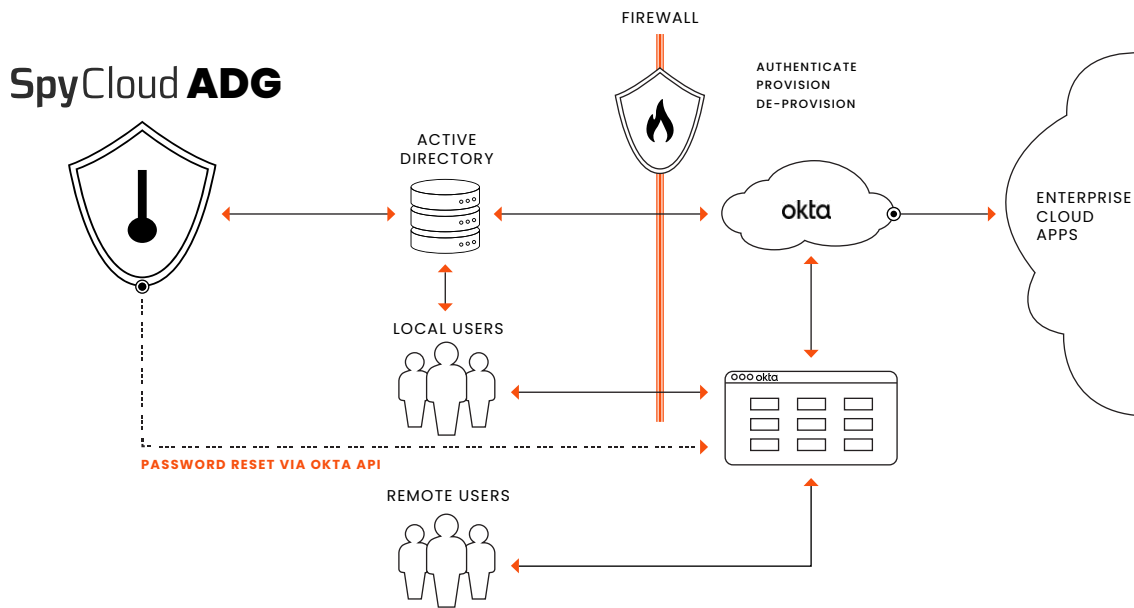 FIREWALL
SpyCloud ADG
AUTHENTICATE
PROVISION
DE-PROVISION
ACTIVE
DIRECTORY
okta
ENTERPRISE
CLOUD
APPS
LOCAL USERS
okta
PASSWORD RESET VIA OKTA API
REMOTE USERS